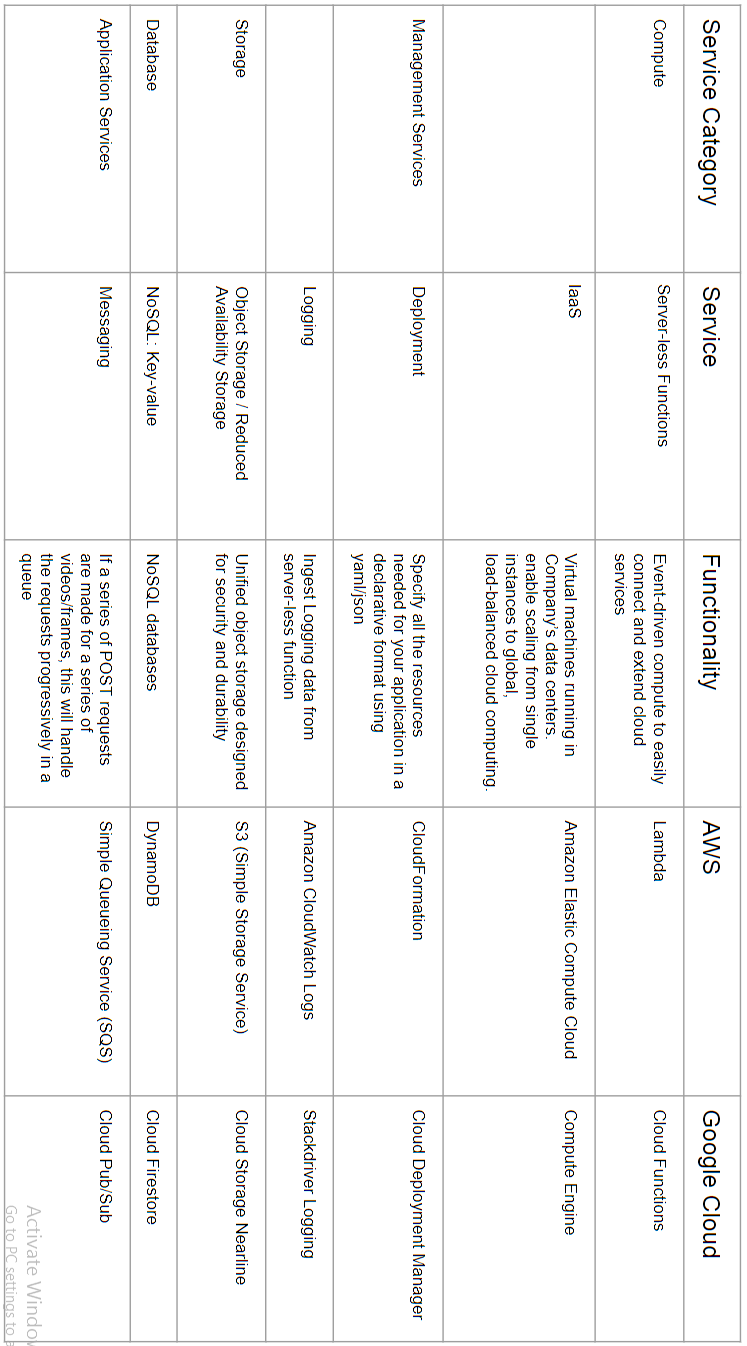 Service Category
Service
Functionality
AWS
Google Cloud
Compute
Server-less Functions
Event-driven compute to easily
connect and extend cloud
services
Lambda
Cloud Functions
IaaS
Virtual machines running in
Company's data centers.
enable scaling from single
instances to global,
load-balanced cloud computing.
Amazon Elastic Compute Cloud
Compute Engine
Management Services
Deployment
Specify all the resources
needed for your application in a
declarative format using
yaml/json
CloudFormation
Cloud Deployment Manager
Logging
Ingest Logging data from
server-less function
Amazon CloudWatch Logs
Stackdriver Logging
Storage
Object Storage / Reduced
Availability Storage
Unified object storage designed
for security and durability
S3 (Simple Storage Service)
Cloud Storage Nearline
Database
NoSQL: Key-value
NoSQL databases
DynamoDB
Cloud Firestore
Application Services
Messaging
If a series of POST requests
are made for a series of
videos/frames, this will handle
the requests progressively in a
queue
Simple Queueing Service (SQS)
Cloud Pub/Sub
Activate Window
Go to PC settings to a